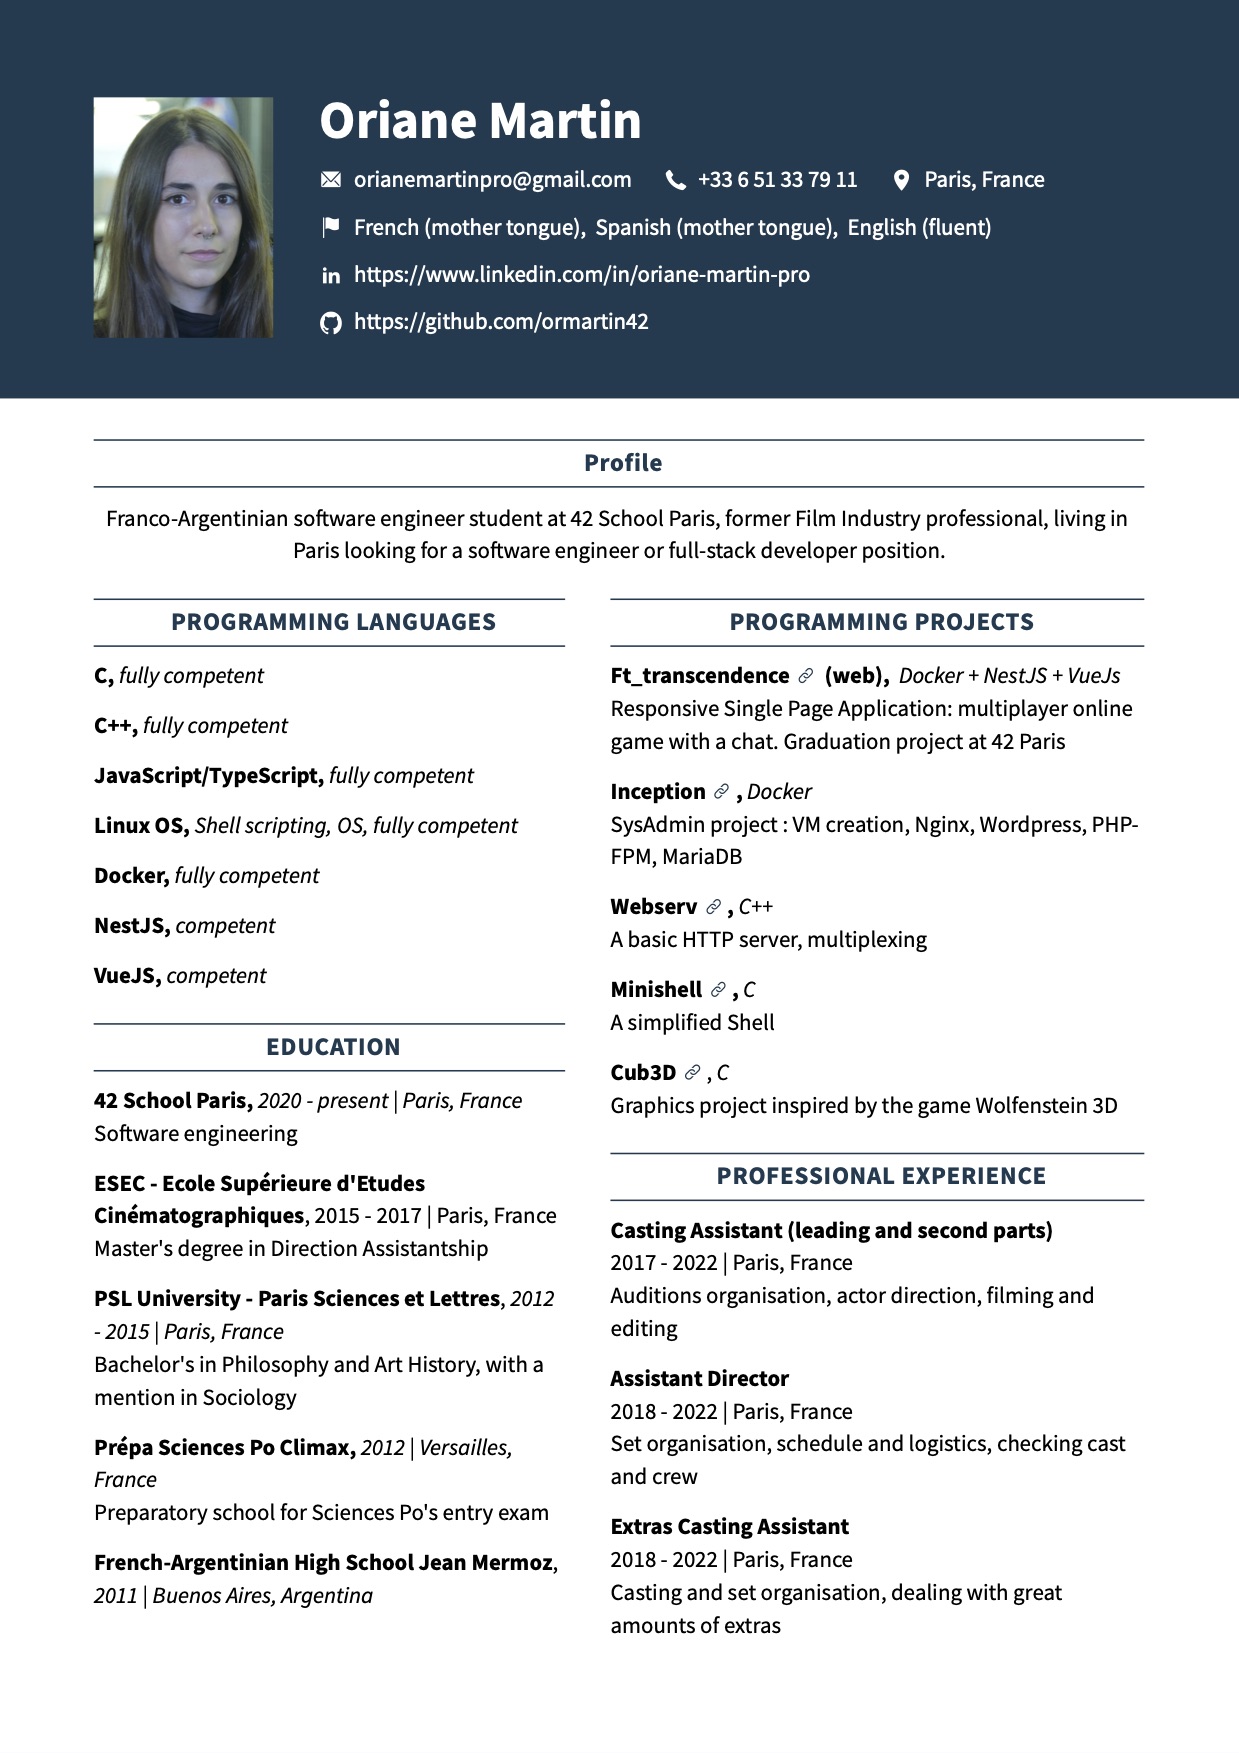 Oriane Martin
orianemartinpro@gmail.com +33 6 51 33 79 11 Paris, France
French (mother tongue), Spanish (mother tongue), English (fluent)
in https://www.linkedin.com/in/oriane-martin-pro
https://github.com/ormartin42
Profile
Franco-Argentinian software engineer student at 42 School Paris, former Film Industry professional, living in
Paris looking for a software engineer or full-stack developer position.
PROGRAMMING LANGUAGES
C, fully competent
C++, fully competent
JavaScript/TypeScript, fully competent
Linux OS, Shell scripting, OS, fully competent
Docker, fully competent
NestJS, competent
VueJS, competent
EDUCATION
42 School Paris, 2020 - present | Paris, France
Software engineering
ESEC - Ecole Supérieure d'Etudes
Cinématographiques, 2015 - 2017 | Paris, France
Master's degree in Direction Assistantship
PSL University - Paris Sciences et Lettres, 2012
- 2015 | Paris, France
Bachelor's in Philosophy and Art History, with a
mention in Sociology
Prépa Sciences Po Climax, 2012 | Versailles,
France
Preparatory school for Sciences Po's entry exam
French-Argentinian High School Jean Mermoz,
2011 | Buenos Aires, Argentina
PROGRAMMING PROJECTS
Ft_transcendence (web), Docker + NestJS + VueJs
Responsive Single Page Application: multiplayer online
game with a chat. Graduation project at 42 Paris
Inception , Docker
SysAdmin project : VM creation, Nginx, Wordpress, PHP-
FPM, MariaDB
Webserv , C++
A basic HTTP server, multiplexing
Minishell , C
A simplified Shell
Cub3D , C
Graphics project inspired by the game Wolfenstein 3D
PROFESSIONAL EXPERIENCE
Casting Assistant (leading and second parts)
2017 - 2022 | Paris, France
Auditions organisation, actor direction, filming and
editing
Assistant Director
2018 - 2022 | Paris, France
Set organisation, schedule and logistics, checking cast
and crew
Extras Casting Assistant
2018 - 2022 | Paris, France
Casting and set organisation, dealing with great
amounts of extras